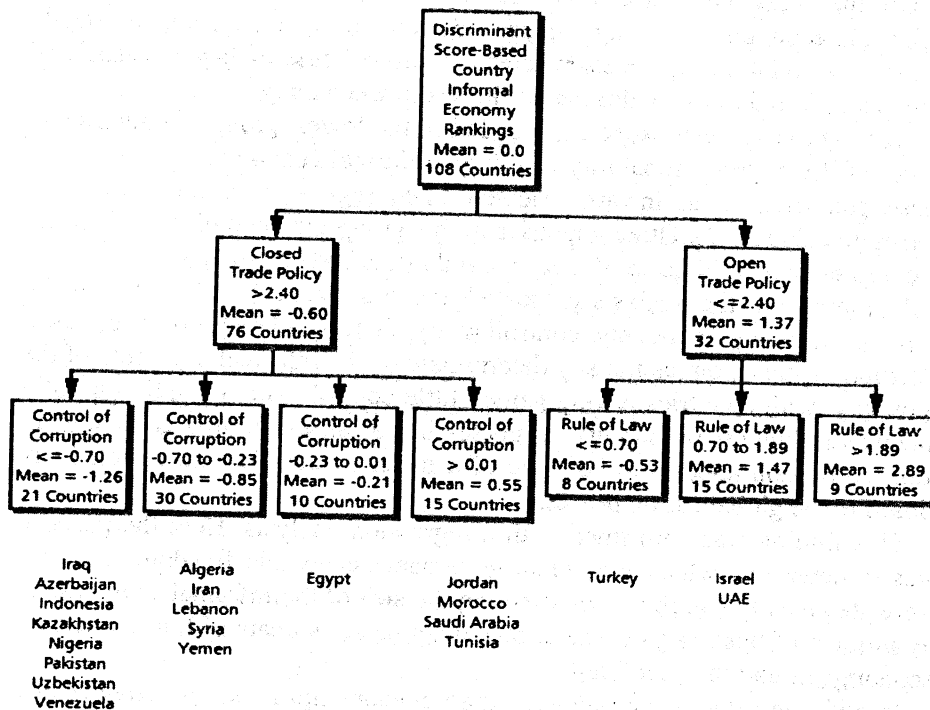 Discriminant
Score-Based
Country
Informal
Economy
Rankings
Mean = 0.0
108 Countries
Closed
Trade Policy
>2.40
Mean = -0.60
76 Countries
Open
Trade Policy
<=2.40
Mean = 1.37
32 Countries
Control of
Corruption
<=-0.70
Mean = -1.26
21 Countries
Control of
Corruption
-0.70 to -0.23
Mean = -0.85
30 Countries
Control of
Corruption
-0.23 to 0.01
Mean = -0.21
10 Countries
Control of
Corruption
> 0.01
Mean = 0.55
15 Countries
Rule of Law
<=0.70
Mean = -0.53
8 Countries
Rule of Law
0.70 to 1.89
Mean = 1.47
15 Countries
Rule of Law
>1.89
Mean = 2.89
9 Countries
Iraq
Azerbaijan
Indonesia
Kazakhstan
Nigeria
Pakistan
Uzbekistan
Venezuela
Algeria
Iran
Lebanon
Syria
Yemen
Egypt
Jordan
Morocco
Saudi Arabia
Tunisia
Turkey
Israel
UAE